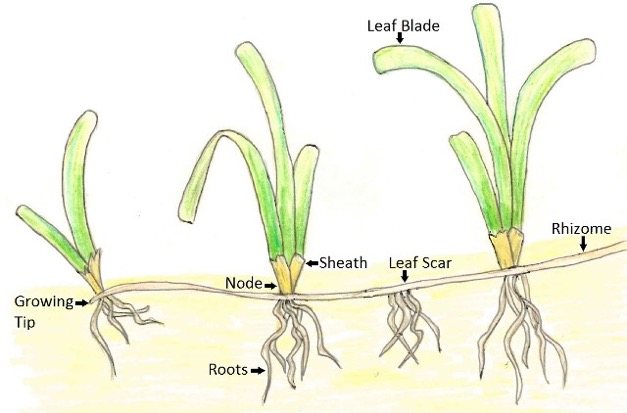 Leaf Blade
Rhizome
Sheath
Leaf Scar
Node
Growing
Tip
Roots